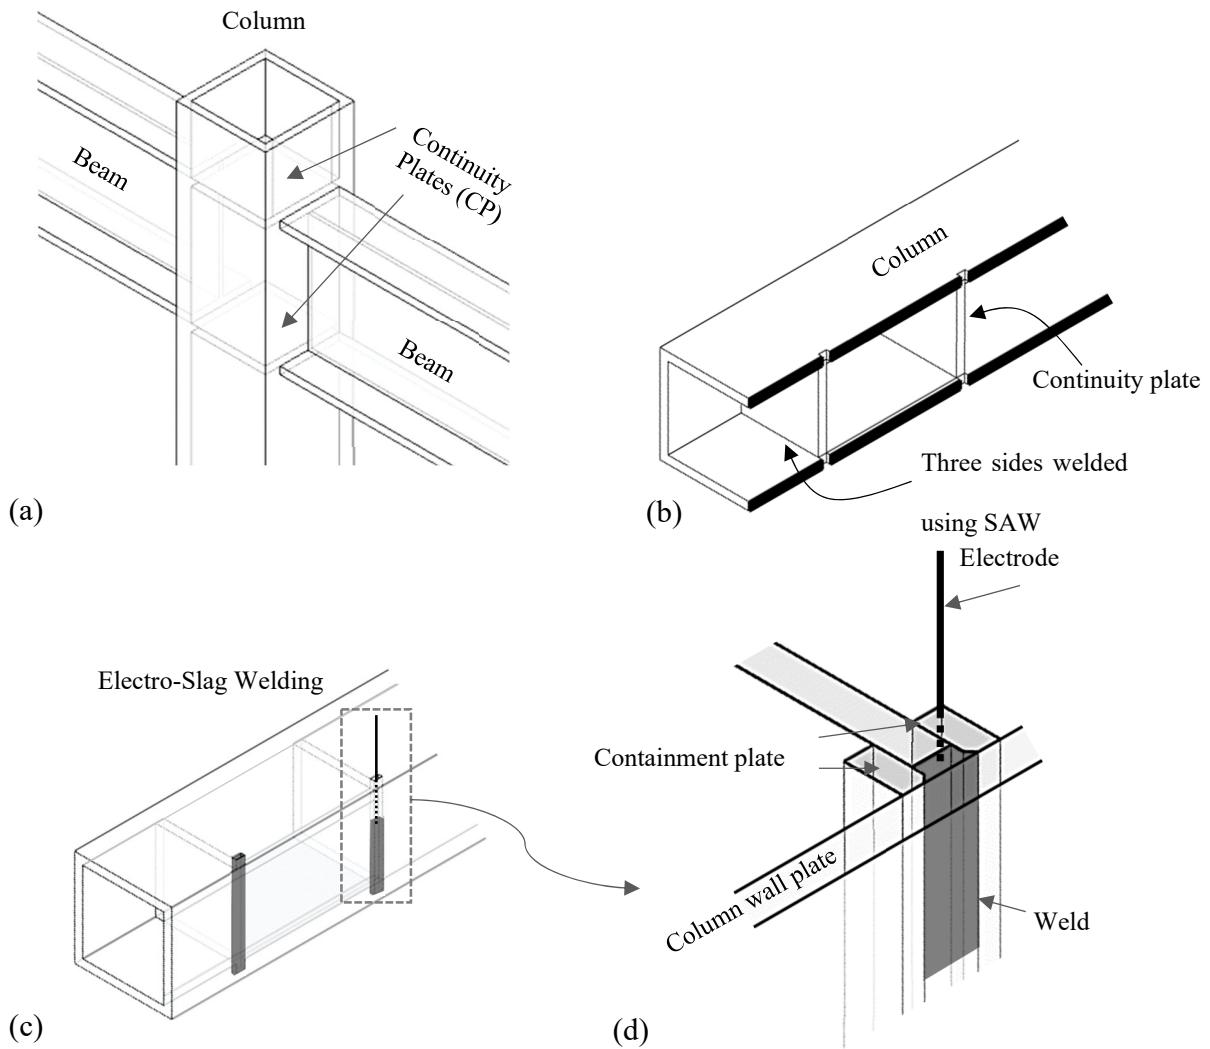 Column
Beam
Continuity
Plates (CP)
Beam
(a)
Column
Continuity plate
Three sides welded
using SAW
(b)
Electro-Slag Welding
(c)
Electrode
Containment plate
Column wall plate
Weld
(d)